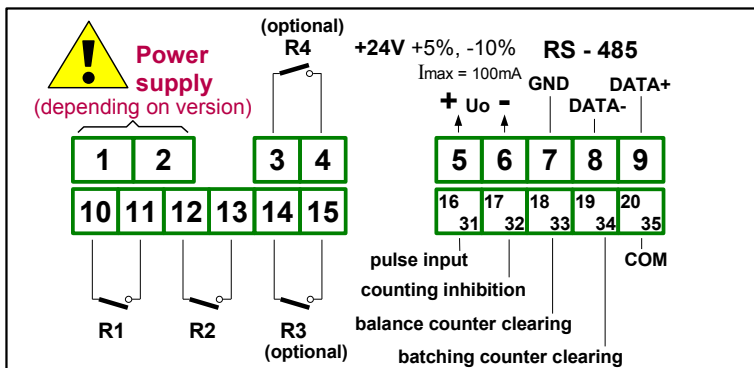 (optional)
R4
+24V +5%, -10%
RS - 485
Power
supply
(depending on version)
Imax = 100mA
GND
DATA+
DATA-
+ Uo -
1 2 3 4 5 6 7 8 9
10 11 12 13 14 15
16 17 18 19 20
31 32 33 34 35
pulse input
COM
counting inhibition
balance counter clearing
batching counter clearing
R1
R2
R3
(optional)